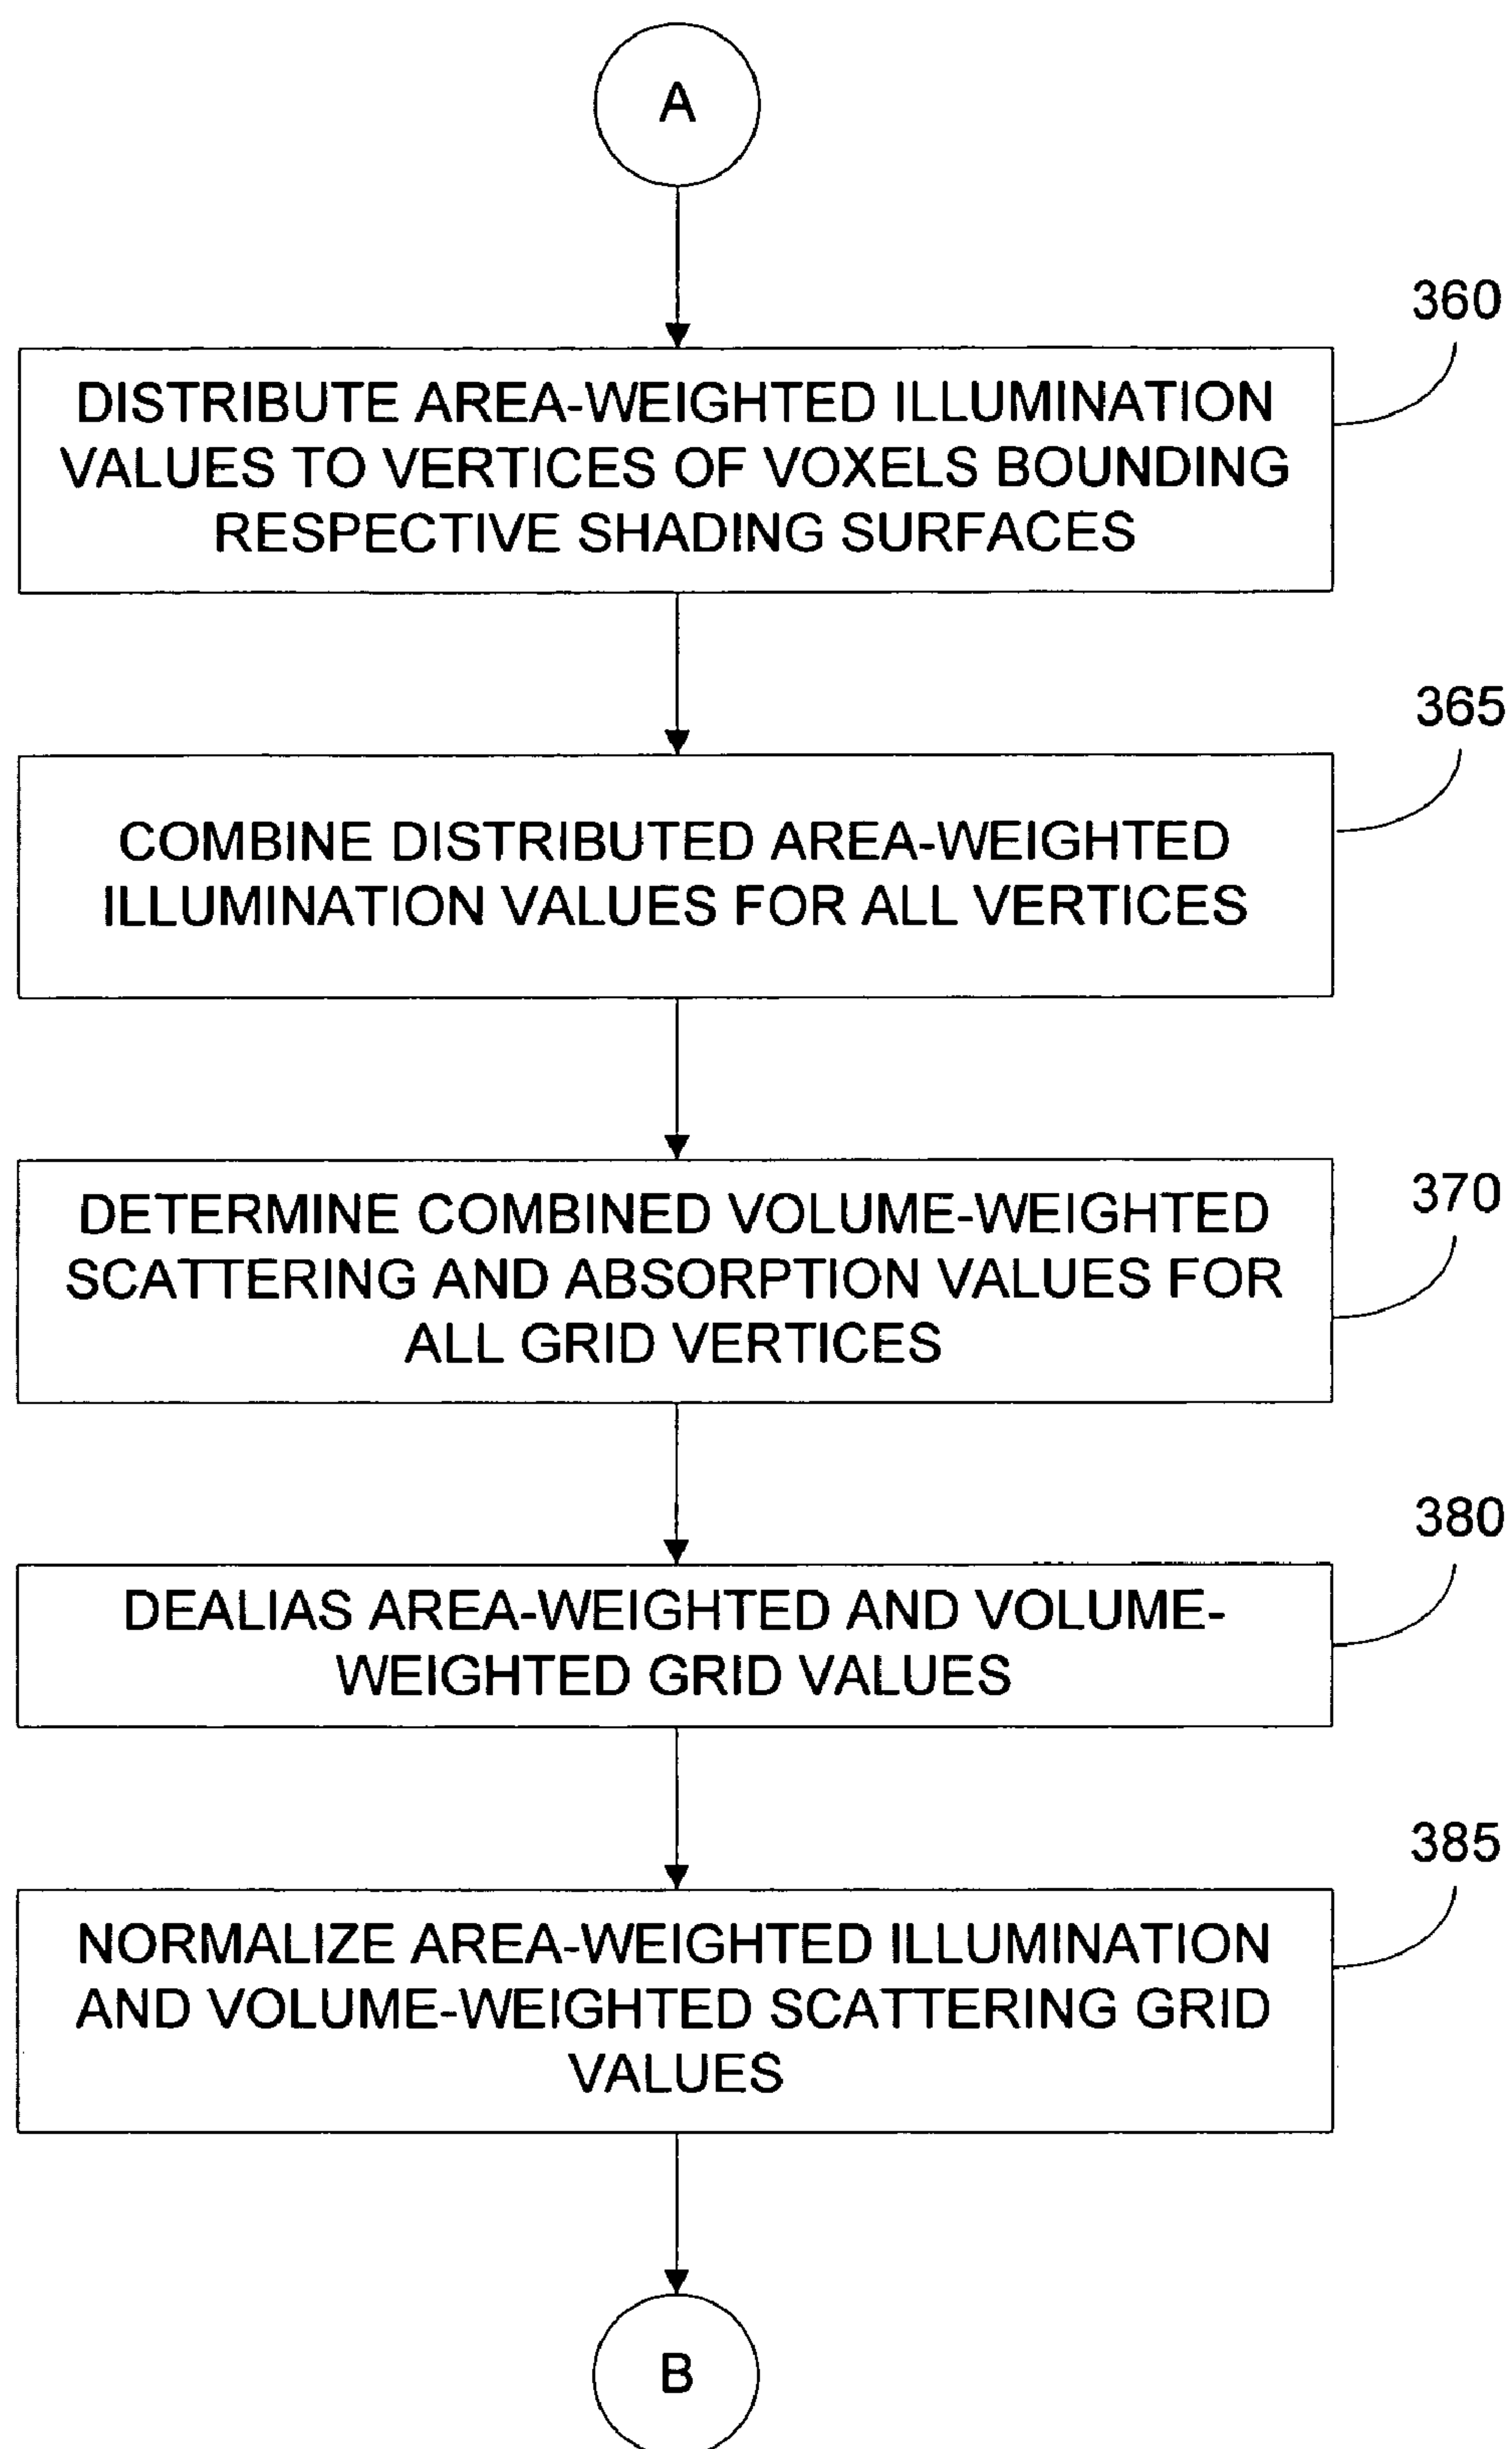 A
360
DISTRIBUTE AREA-WEIGHTED ILLUMINATION
VALUES TO VERTICES OF VOXELS BOUNDING
RESPECTIVE SHADING SURFACES
365
COMBINE DISTRIBUTED AREA-WEIGHTED
ILLUMINATION VALUES FOR ALL VERTICES
370
DETERMINE COMBINED VOLUME-WEIGHTED
SCATTERING AND ABSORPTION VALUES FOR
ALL GRID VERTICES
380
DEALIAS AREA-WEIGHTED AND VOLUME-
WEIGHTED GRID VALUES
385
NORMALIZE AREA-WEIGHTED ILLUMINATION
AND VOLUME-WEIGHTED SCATTERING GRID
VALUES
B